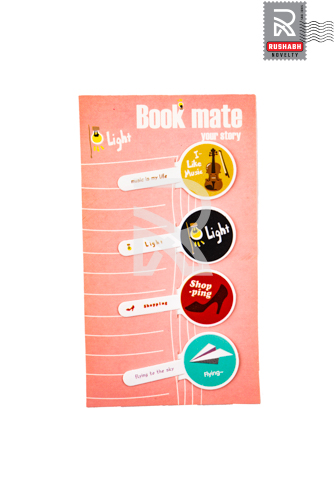 RUSHABH
NOVELTY
Book mate
your story
Light
I
Like
Music
music is my life
Light
Light
Shop
-ping
shopping
Flying~
flying to the sky